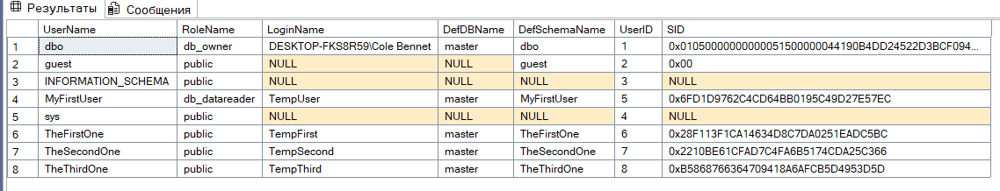 Результаты Сообщения
UserName RoleName LoginName DefDBName DefSchemaName UserID SID
1 dbo db_owner DESKTOP-FKS8R59\Cole Bennet master dbo 1 0x01050000000000051500000044190B4DD24522D3BCF094...
2 guest public NULL NULL guest 2 0x00
3 INFORMATION_SCHEMA public NULL NULL NULL 3 NULL
4 MyFirstUser db_datareader TempUser master MyFirstUser 5 0x6FD1D9762C4CD64BB0195C49D27E57EC
5 sys public NULL NULL NULL 4 NULL
6 TheFirstOne public TempFirst master TheFirstOne 6 0x28F113F1CA14634D8C7DA0251EADC5BC
7 TheSecondOne public TempSecond master TheSecondOne 7 0x2210BE61CFAD7C4FA6B5174CDA25C366
8 TheThirdOne public TempThird master TheThirdOne 8 0xB5868766364709418A6AFCB5D4953D5D